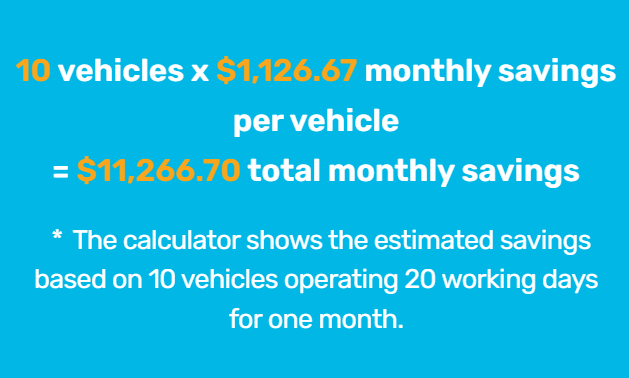 10 vehicles x $1,126.67 monthly savings
per vehicle
= $11,266.70 total monthly savings
* The calculator shows the estimated savings
based on 10 vehicles operating 20 working days
for one month.